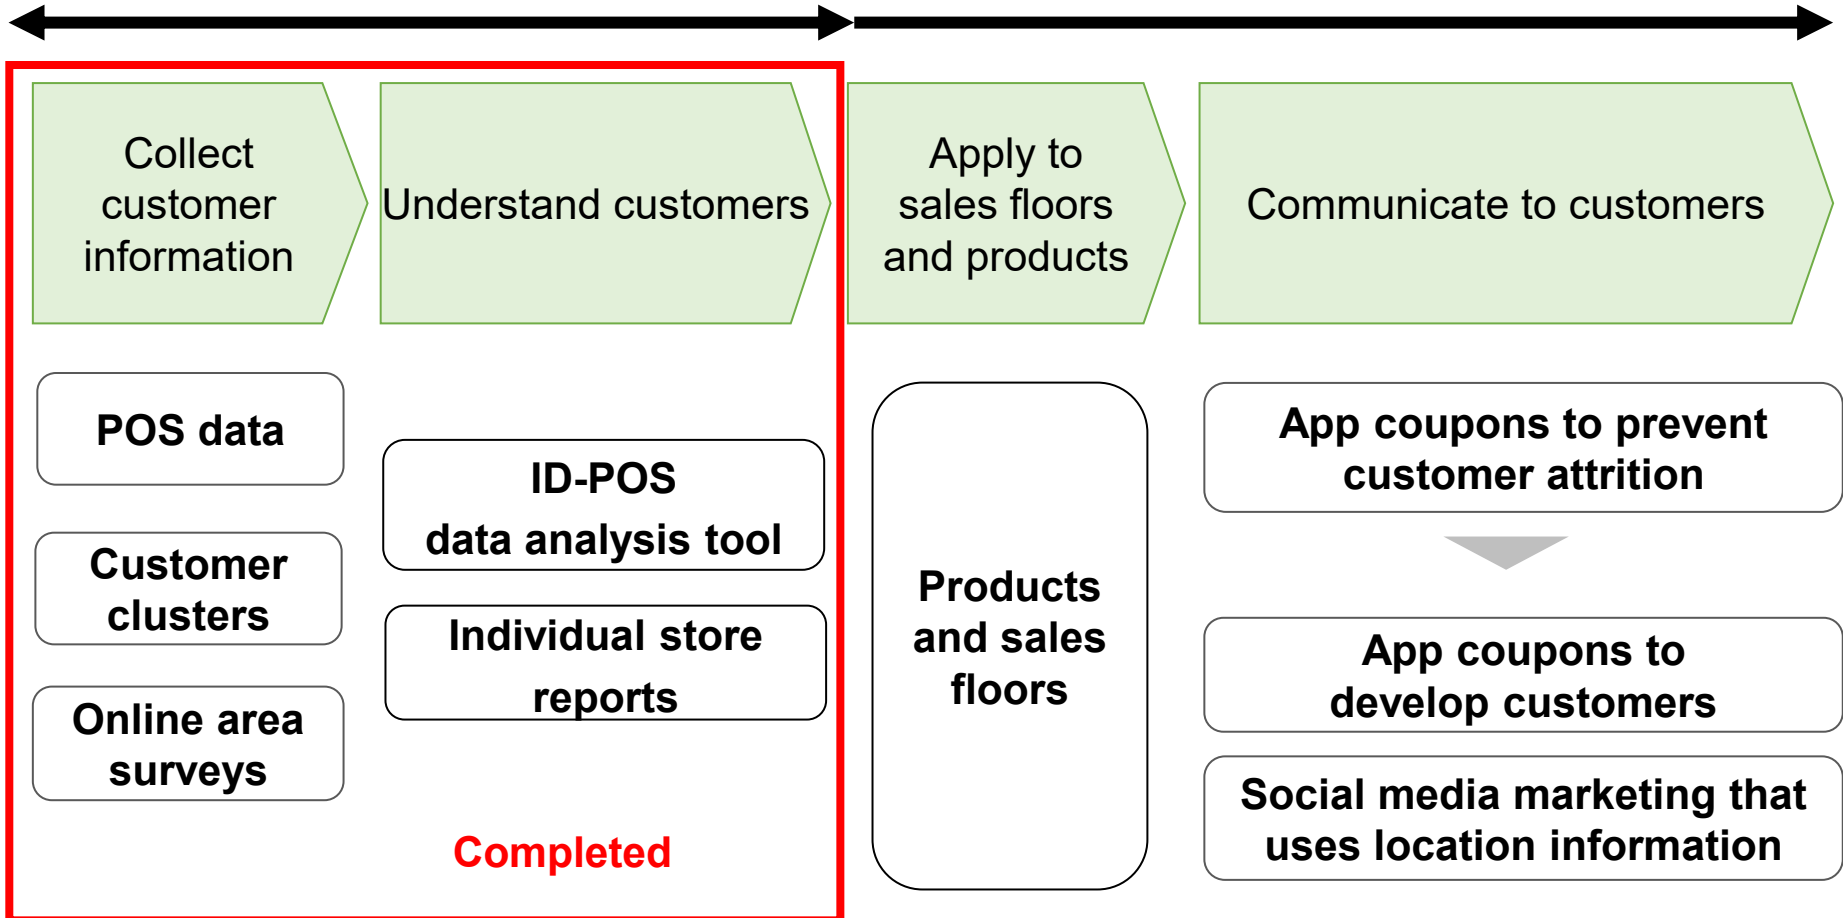 Collect
customer
information
Understand customers
Apply to
sales floors
and products
Communicate to customers
POS data
Customer
clusters
Online area
surveys
ID-POS
data analysis tool
Individual store
reports
Completed
Products
and sales
floors
App coupons to prevent
customer attrition
App coupons to
develop customers
Social media marketing that
uses location information